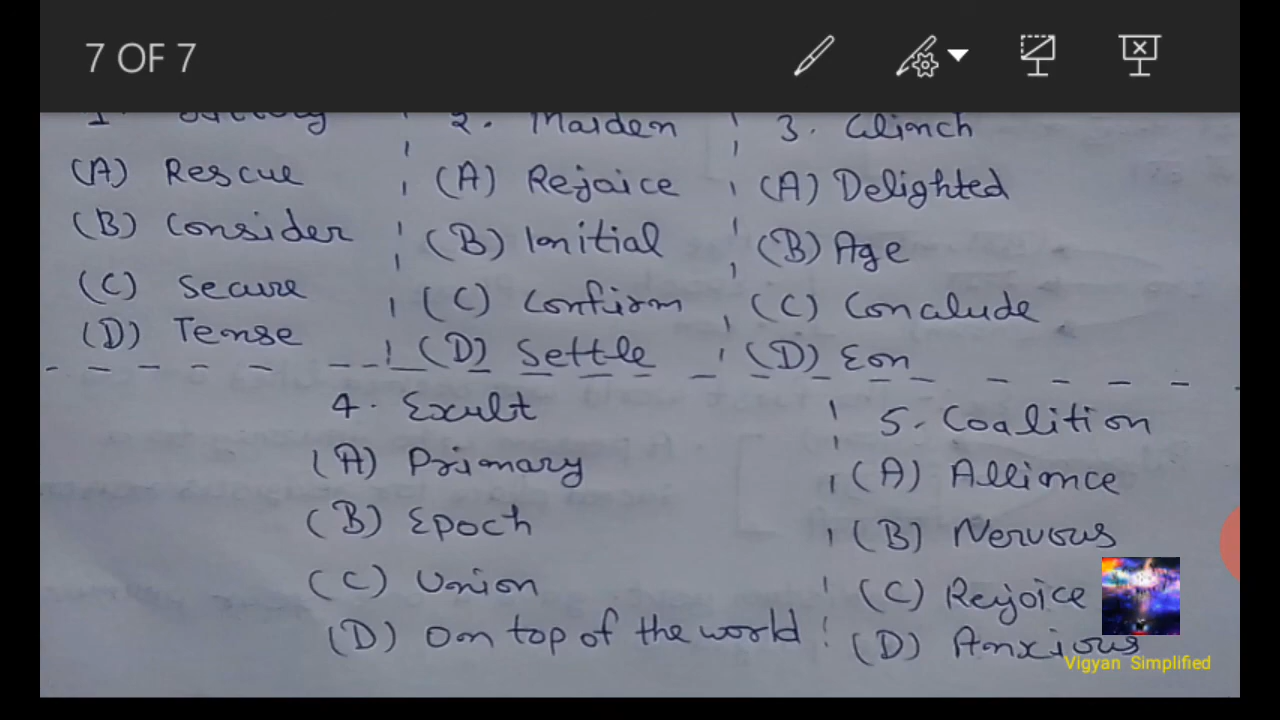 7 OF 7
2. Maiden
3. Clinch
(A) Rescue
(A) Rejoice
(A) Delighted
(B) Consider
(B) Initial
(B) Age
(C) Secure
(C) Confirm
(C) Conclude
(D) Tense
(D) Settle
(D) Eon
4. Exult
5. Coalition
(A) Primary
(A) Alliance
(B) Epoch
(B) Nervous
(C) Union
(C) Rejoice
(D) On top of the world
(D) Anxious
Vigyan Simplified